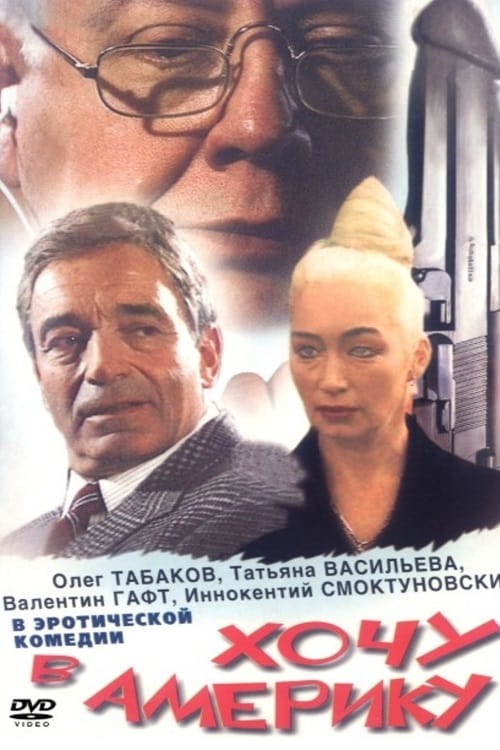 Олег ТАБАКОВ, Татьяна ВАСИЛЬЕВА,
Валентин ГАФТ, Иннокентий СМОКТУНОВСКИ
В ЭРОТИЧЕСКОЙ
КОМЕДИИ
ХОЧУ
В АМЕРИКУ
DVD
VIDEO